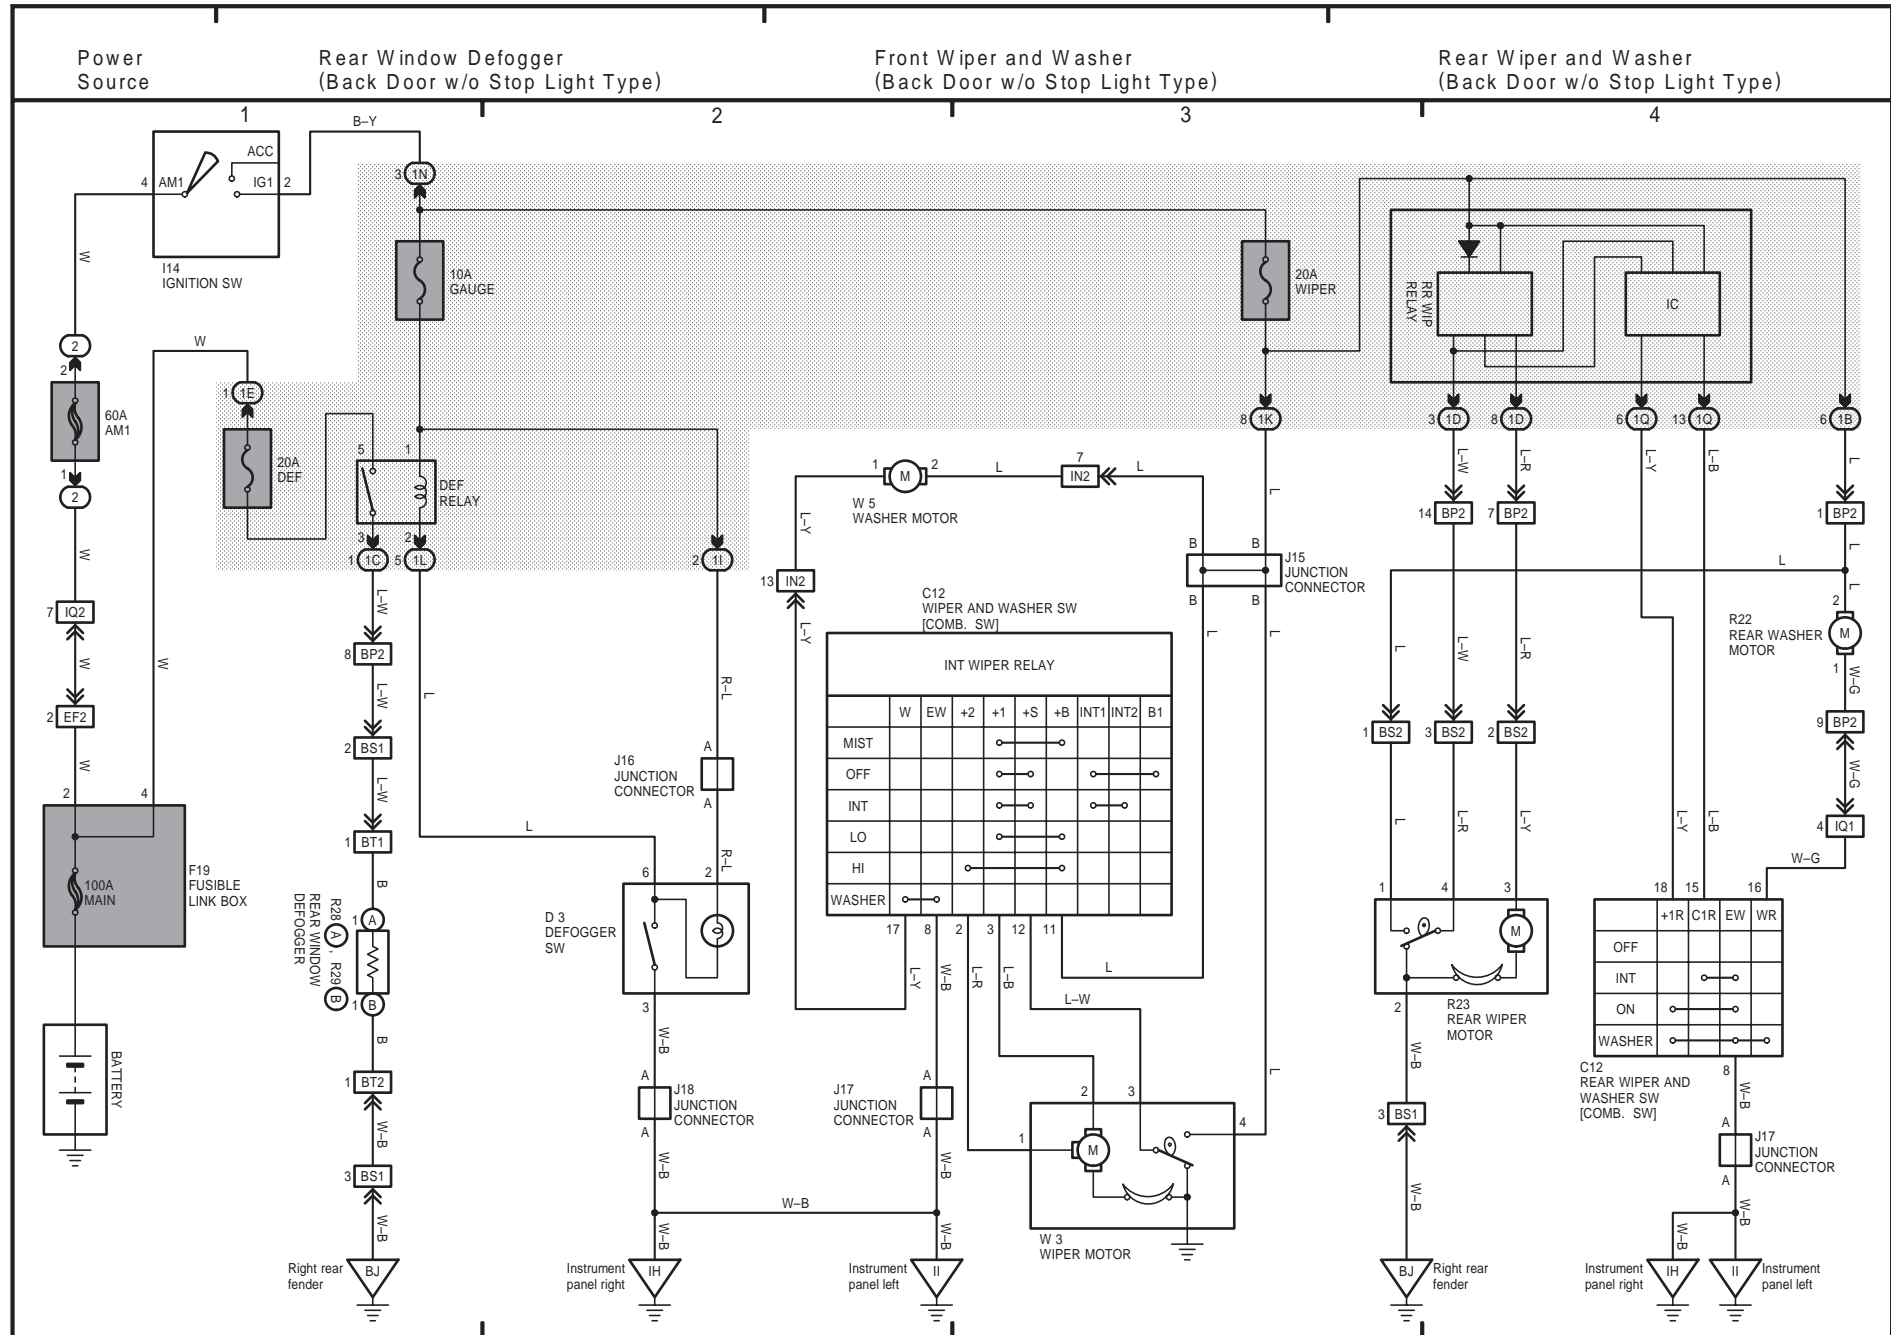 Power
Source
Rear Window Defogger
(Back Door w/o Stop Light Type)
Front Wiper and Washer
(Back Door w/o Stop Light Type)
Rear Wiper and Washer
(Back Door w/o Stop Light Type)
1
2
3
4
B–Y
ACC
4
AM1
IG1
2
I14
IGNITION SW
W
3
1N
10A
GAUGE
20A
WIPER
RR WIP
RELAY
IC
2
2
60A
AM1
1
2
W
1
1E
20A
DEF
5
1
DEF
RELAY
3
2
1
1C
5
1L
2
1I
8
1K
3
1D
8
1D
6
1Q
13
1Q
6
1B
W
7
IQ2
W
2
EF2
W
W
2
4
100A
MAIN
F19
FUSIBLE
LINK BOX
BATTERY
L–W
8
BP2
L–W
2
BS1
L–W
1
BT1
B
1
A
R28 A , R29 B
REAR WINDOW
DEFOGGER
1
B
B
1
BT2
W–B
3
BS1
W–B
Right rear
fender
BJ
L
L
R–L
A
J16
JUNCTION
CONNECTOR
A
R–L
6
2
D 3
DEFOGGER
SW
3
W–B
A
J18
JUNCTION
CONNECTOR
A
W–B
W–B
W–B
Instrument
panel right
IH
1
M
2
L
7
IN2
L
W 5
WASHER MOTOR
L–Y
13
IN2
L–Y
L
B
B
J15
JUNCTION
CONNECTOR
B
B
L
L
C12
WIPER AND WASHER SW
[COMB. SW]
INT WIPER RELAY
W
EW
+2
+1
+S
+B
INT1
INT2
B1
MIST
OFF
INT
LO
HI
WASHER
17
8
2
3
12
11
L–Y
W–B
L–R
L–B
L–W
L
A
J17
JUNCTION
CONNECTOR
A
W–B
Instrument
panel left
II
2
3
1
M
4
L
W 3
WIPER MOTOR
L–W
L–R
L–Y
L–B
L
14
BP2
7
BP2
1
BP2
L
L
L
2
R22
REAR WASHER
MOTOR
M
1
W–G
9
BP2
W–G
4
IQ1
W–G
L
L–W
L–R
1
BS2
3
BS2
2
BS2
L
L–R
L–Y
L–Y
L–B
1
4
3
M
2
R23
REAR WIPER
MOTOR
W–B
3
BS1
W–B
BJ
Right rear
fender
18
15
16
+1R
C1R
EW
WR
OFF
INT
ON
WASHER
C12
REAR WIPER AND
WASHER SW
[COMB. SW]
8
W–B
A
J17
JUNCTION
CONNECTOR
A
W–B
W–B
Instrument
panel right
IH
II
Instrument
panel left